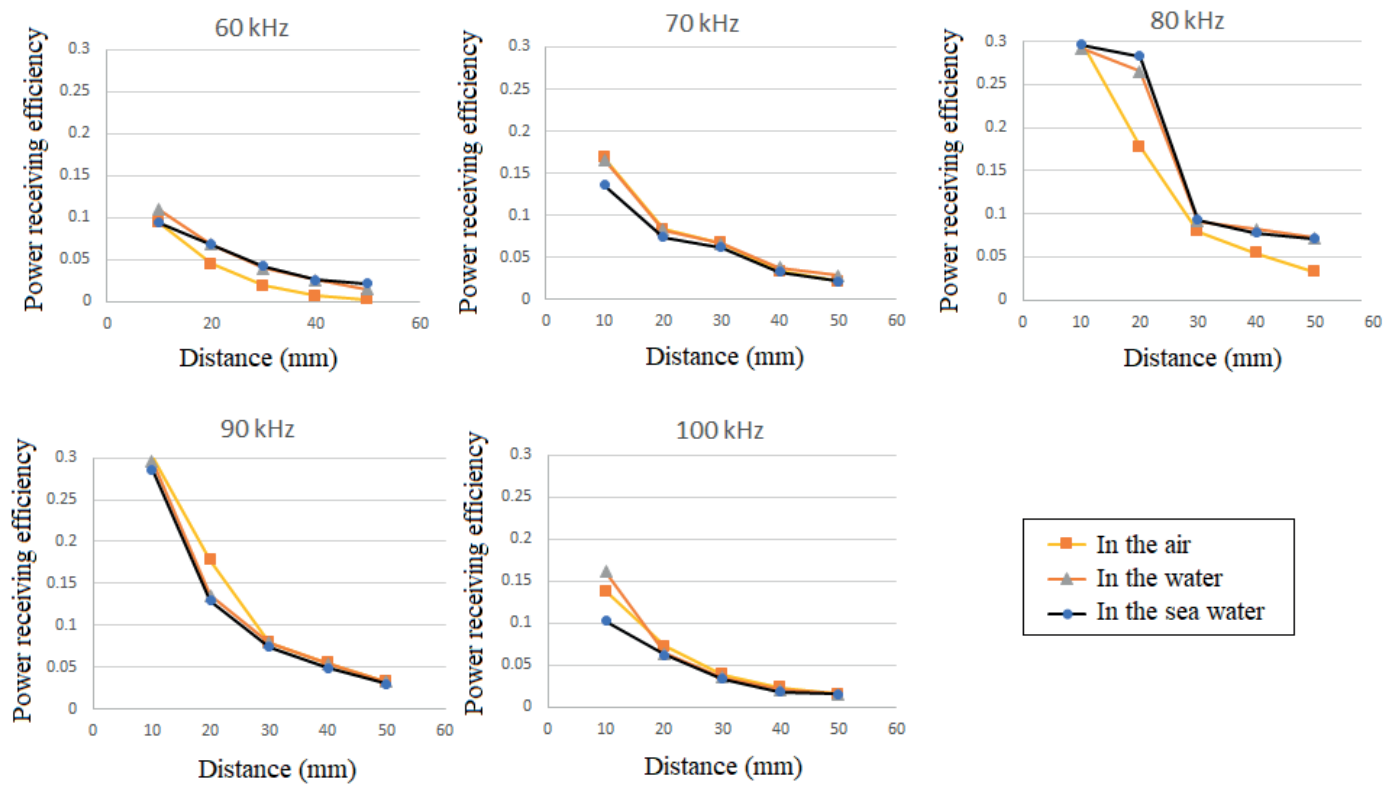 60 kHz
Power receiving efficiency
0.3
0.25
0.2
0.15
0.1
0.05
0
0 20 40 60
Distance (mm)
70 kHz
Power receiving efficiency
0.3
0.25
0.2
0.15
0.1
0.05
0
0 10 20 30 40 50 60
Distance (mm)
80 kHz
Power receiving efficiency
0.3
0.25
0.2
0.15
0.1
0.05
0
0 10 20 30 40 50 60
Distance (mm)
90 kHz
Power receiving efficiency
0.3
0.25
0.2
0.15
0.1
0.05
0
0 10 20 30 40 50 60
Distance (mm)
100 kHz
Power receiving efficiency
0.3
0.25
0.2
0.15
0.1
0.05
0
0 10 20 30 40 50 60
Distance (mm)
In the air
In the water
In the sea water